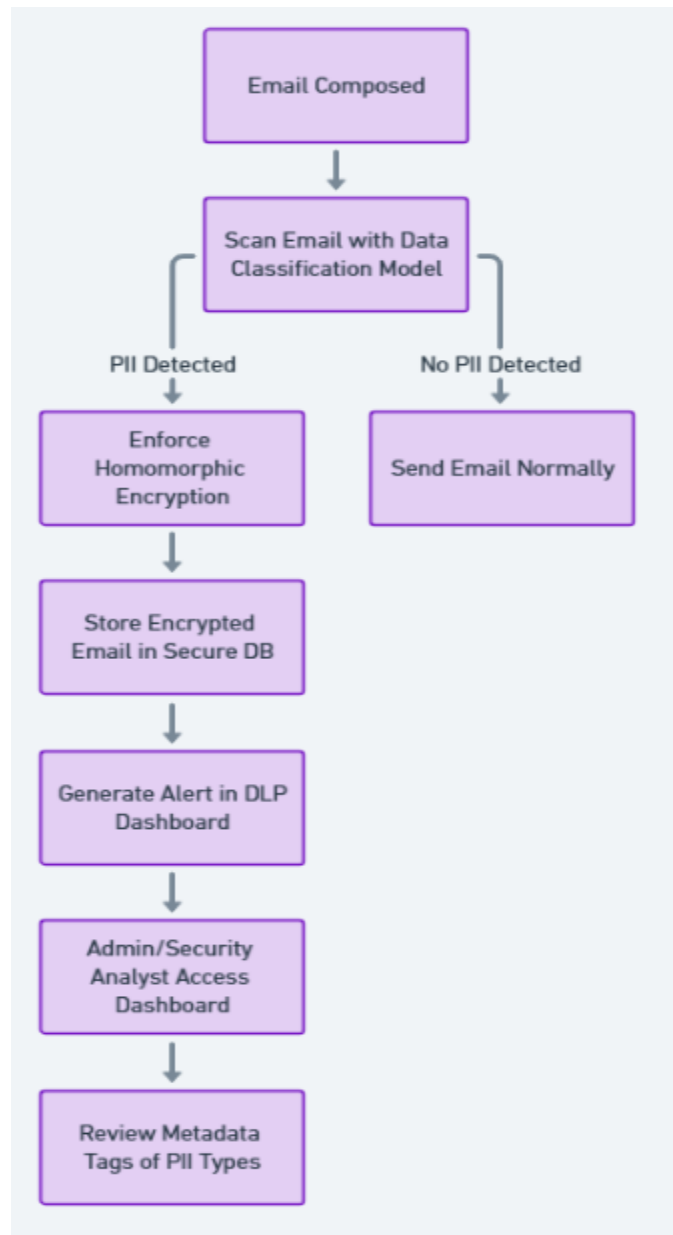 Email Composed
Scan Email with Data
Classification Model
PII Detected
No PII Detected
Enforce
Homomorphic
Encryption
Send Email Normally
Store Encrypted
Email in Secure DB
Generate Alert in DLP
Dashboard
Admin/Security
Analyst Access
Dashboard
Review Metadata
Tags of PII Types